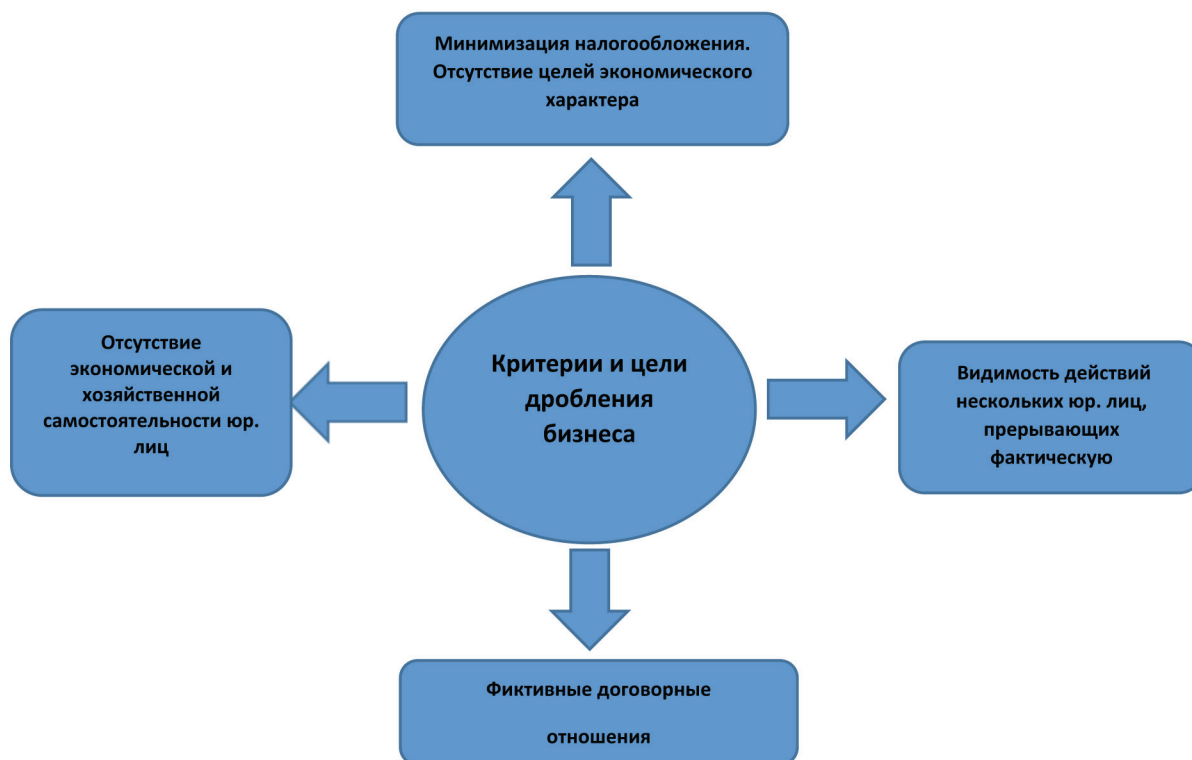 Минимизация налогообложения.
Отсутствие целей экономического
характера
Отсутствие
экономической и
хозяйственной
самостоятельности юр.
лиц
Критерии и цели
дробления
бизнеса
Видимость действий
нескольких юр. лиц,
прерывающих
фактическую
Фиктивные договорные
отношения